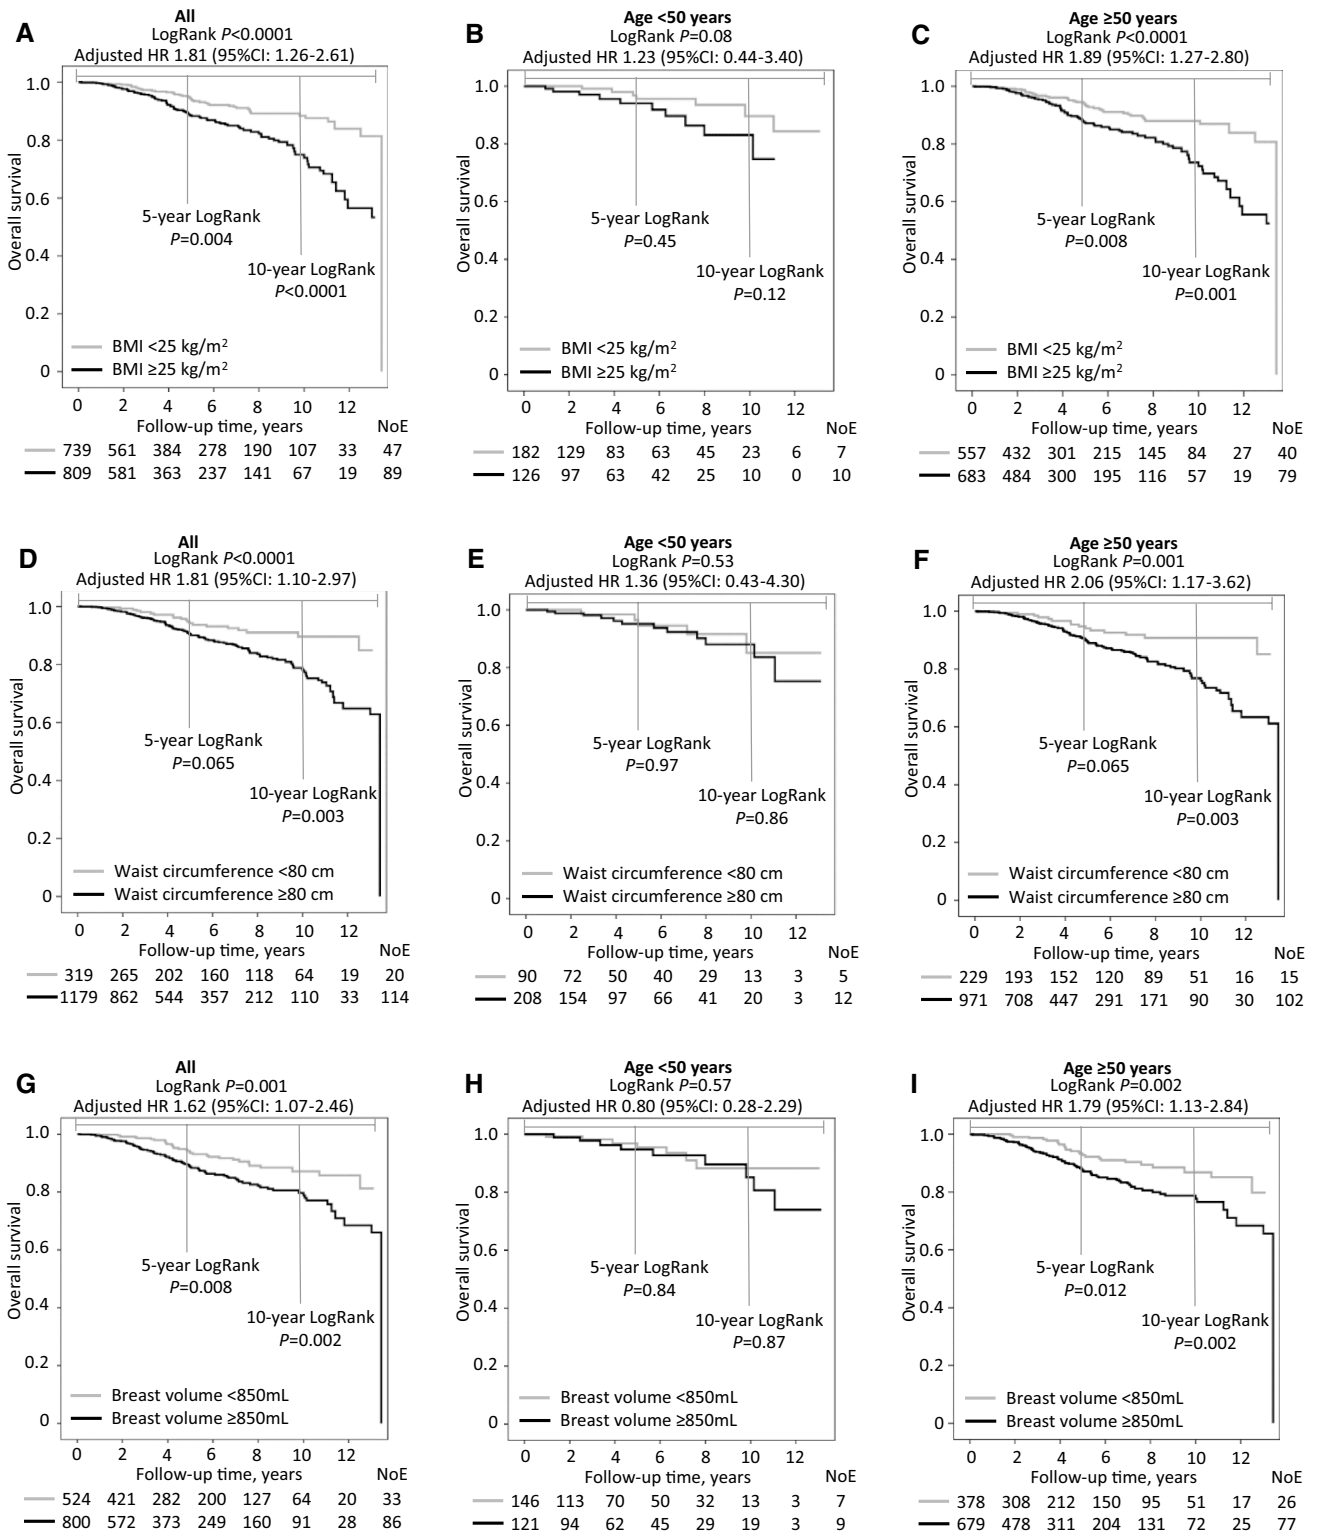 A
All
LogRank P<0.0001
Adjusted HR 1.81 (95%CI: 1.26-2.61)
Overall survival
1.0
0.8
0.6
0.4
0.2
0
5-year LogRank
P=0.004
10-year LogRank
P<0.0001
BMI <25 kg/m²
BMI ≥25 kg/m²
0 2 4 6 8 10 12
Follow-up time, years NoE
739 561 384 278 190 107 33 47
809 581 363 237 141 67 19 89
B
Age <50 years
LogRank P=0.08
Adjusted HR 1.23 (95%CI: 0.44-3.40)
Overall survival
1.0
0.8
0.6
0.4
0.2
0
5-year LogRank
P=0.45
10-year LogRank
P=0.12
BMI <25 kg/m²
BMI ≥25 kg/m²
0 2 4 6 8 10 12
Follow-up time, years NoE
182 129 83 63 45 23 6 7
126 97 63 42 25 10 0 10
C
Age ≥50 years
LogRank P<0.0001
Adjusted HR 1.89 (95%CI: 1.27-2.80)
Overall survival
1.0
0.8
0.6
0.4
0.2
0
5-year LogRank
P=0.008
10-year LogRank
P=0.001
BMI <25 kg/m²
BMI ≥25 kg/m²
0 2 4 6 8 10 12
Follow-up time, years NoE
557 432 301 215 145 84 27 40
683 484 300 195 116 57 19 79
D
All
LogRank P<0.0001
Adjusted HR 1.81 (95%CI: 1.10-2.97)
Overall survival
1.0
0.8
0.6
0.4
0.2
0
5-year LogRank
P=0.065
10-year LogRank
P=0.003
Waist circumference <80 cm
Waist circumference ≥80 cm
0 2 4 6 8 10 12
Follow-up time, years NoE
319 265 202 160 118 64 19 20
1179 862 544 357 212 110 33 114
E
Age <50 years
LogRank P=0.53
Adjusted HR 1.36 (95%CI: 0.43-4.30)
Overall survival
1.0
0.8
0.6
0.4
0.2
0
5-year LogRank
P=0.97
10-year LogRank
P=0.86
Waist circumference <80 cm
Waist circumference ≥80 cm
0 2 4 6 8 10 12
Follow-up time, years NoE
90 72 50 40 29 13 3 5
208 154 97 66 41 20 3 12
F
Age ≥50 years
LogRank P=0.001
Adjusted HR 2.06 (95%CI: 1.17-3.62)
Overall survival
1.0
0.8
0.6
0.4
0.2
0
5-year LogRank
P=0.065
10-year LogRank
P=0.003
Waist circumference <80 cm
Waist circumference ≥80 cm
0 2 4 6 8 10 12
Follow-up time, years NoE
229 193 152 120 89 51 16 15
971 708 447 291 171 90 30 102
G
All
LogRank P=0.001
Adjusted HR 1.62 (95%CI: 1.07-2.46)
Overall survival
1.0
0.8
0.6
0.4
0.2
0
5-year LogRank
P=0.008
10-year LogRank
P=0.002
Breast volume <850mL
Breast volume ≥850mL
0 2 4 6 8 10 12
Follow-up time, years NoE
524 421 282 200 127 64 20 33
800 572 373 249 160 91 28 86
H
Age <50 years
LogRank P=0.57
Adjusted HR 0.80 (95%CI: 0.28-2.29)
Overall survival
1.0
0.8
0.6
0.4
0.2
0
5-year LogRank
P=0.84
10-year LogRank
P=0.87
Breast volume <850mL
Breast volume ≥850mL
0 2 4 6 8 10 12
Follow-up time, years NoE
146 113 70 50 32 13 3 7
121 94 62 45 29 19 3 9
I
Age ≥50 years
LogRank P=0.002
Adjusted HR 1.79 (95%CI: 1.13-2.84)
Overall survival
1.0
0.8
0.6
0.4
0.2
0
5-year LogRank
P=0.012
10-year LogRank
P=0.002
Breast volume <850mL
Breast volume ≥850mL
0 2 4 6 8 10 12
Follow-up time, years NoE
378 308 212 150 95 51 17 26
679 478 311 204 131 72 25 77